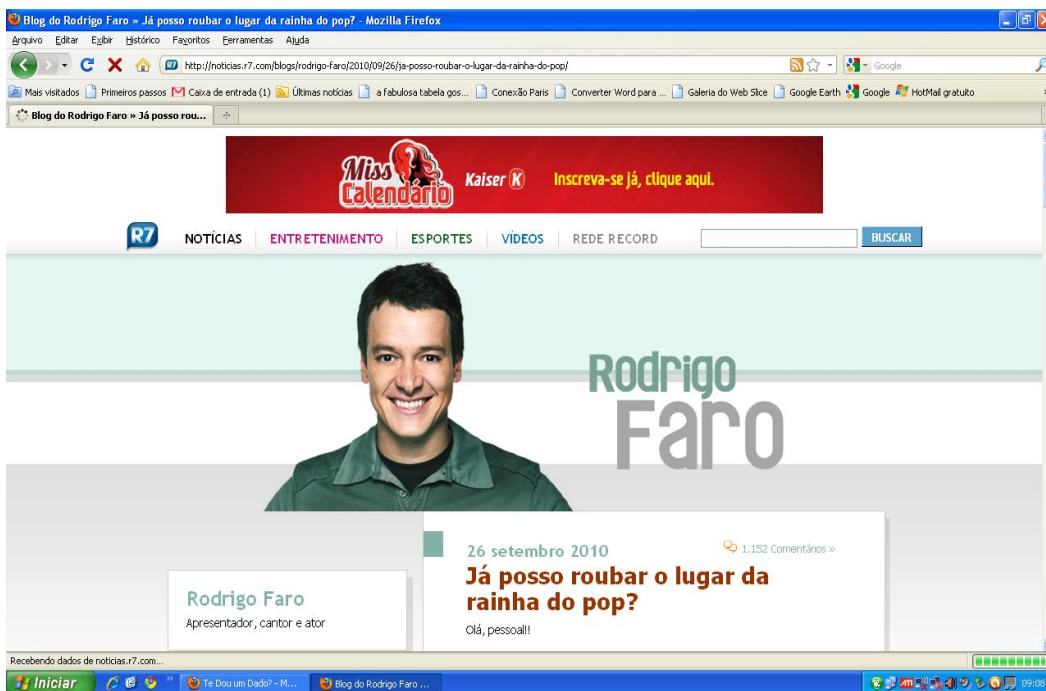 Blog do Rodrigo Faro » Já posso roubar o lugar da rainha do pop? - Mozilla Firefox
Arquivo Editar Exibir Histórico Favoritos Ferramentas Ajuda
http://noticias.r7.com/blogs/rodrigo-faro/2010/09/26/ja-posso-roubar-o-lugar-da-rainha-do-pop/ Google
Mais visitados Primeiros passos Caixa de entrada (1) Últimas notícias a fabulosa tabela gos... Conexão Paris Converter Word para ... Galeria do Web Slice Google Earth Google HotMail gratuito
Blog do Rodrigo Faro » Já posso rou...
Miss Calendário Kaiser K Inscreva-se já, clique aqui.
R7 NOTÍCIAS ENTRETENIMENTO ESPORTES VÍDEOS REDE RECORD BUSCAR
Rodrigo
Faro
26 setembro 2010 1.152 Comentários »
Já posso roubar o lugar da
rainha do pop?
Olá, pessoal!!
Rodrigo Faro
Apresentador, cantor e ator
Recebendo dados de noticias.r7.com...
Iniciar Te Dou um Dado? - M... Blog do Rodrigo Faro ... 09:08